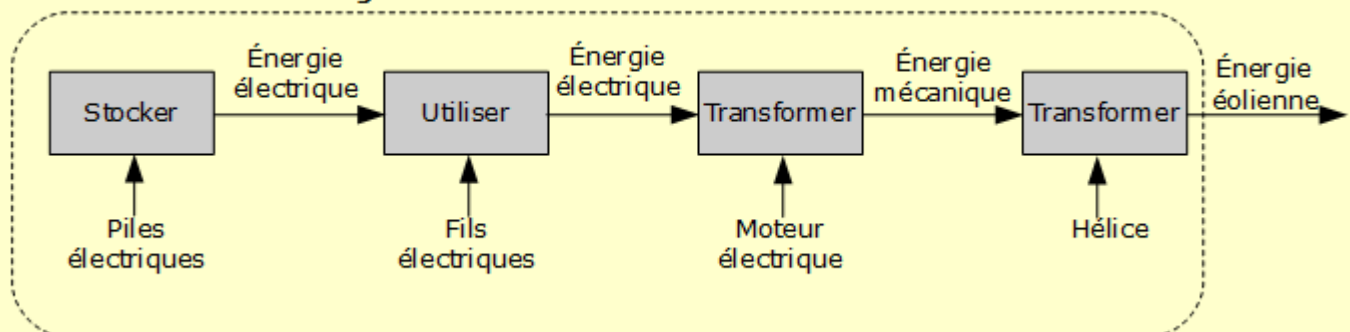 Énergie
électrique
Énergie
électrique
Énergie
mécanique
Énergie
éolienne
Stocker
Utiliser
Transformer
Transformer
Piles
électriques
Fils
électriques
Moteur
électrique
Hélice